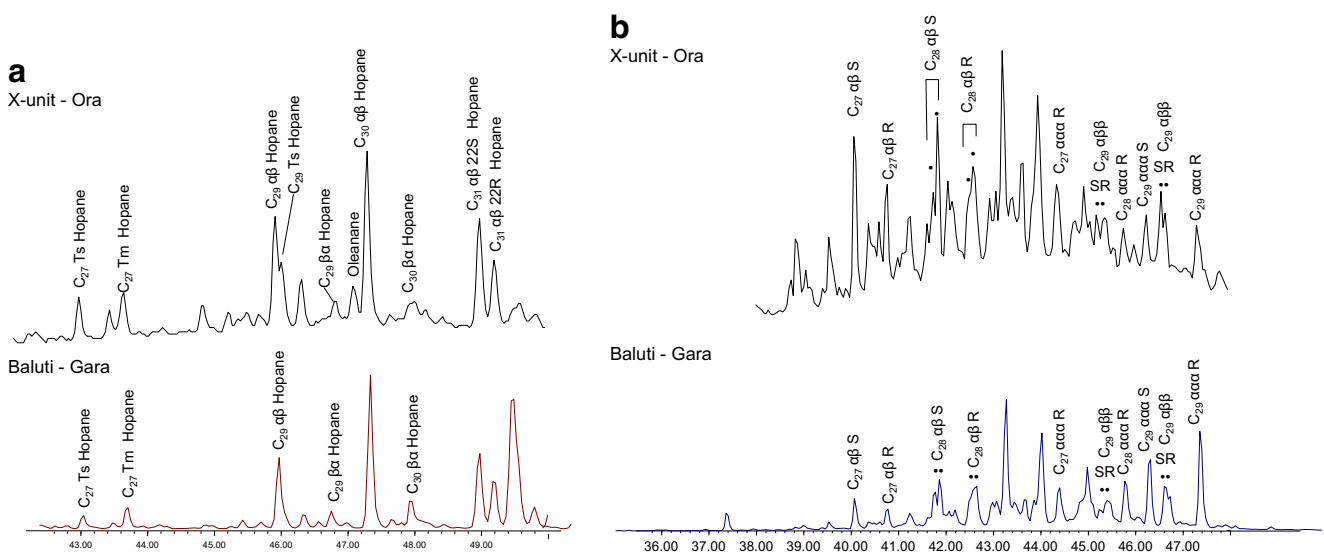 a
X-unit - Ora
C₂₇ Ts Hopane
C₂₇ Tm Hopane
C₂₉ αβ Hopane
C₂₉ Ts Hopane
C₂₉ βα Hopane
Oleanane
C₃₀ αβ Hopane
C₃₀ βα Hopane
C₃₁ αβ 22S Hopane
C₃₁ αβ 22R Hopane
Baluti - Gara
C₂₇ Ts Hopane
C₂₇ Tm Hopane
C₂₉ αβ Hopane
C₂₉ βα Hopane
C₃₀ βα Hopane
43.00 44.00 45.00 46.00 47.00 48.00 49.00
b
X-unit - Ora
C₂₇ αβ S
C₂₇ αβ R
C₂₈ αβ S
C₂₈ αβ R
C₂₇ ααα R
C₂₉ αββ
SR
C₂₈ ααα R
C₂₉ ααα S
C₂₉ αββ
SR
C₂₉ ααα R
Baluti - Gara
C₂₇ αβ S
C₂₇ αβ R
C₂₈ αβ S
C₂₈ αβ R
C₂₇ ααα R
C₂₉ αββ
SR
C₂₈ ααα R
C₂₉ ααα S
C₂₉ αββ
SR
C₂₉ ααα R
36.00 37.00 38.00 39.00 40.00 41.00 42.00 43.00 44.00 45.00 46.00 47.00